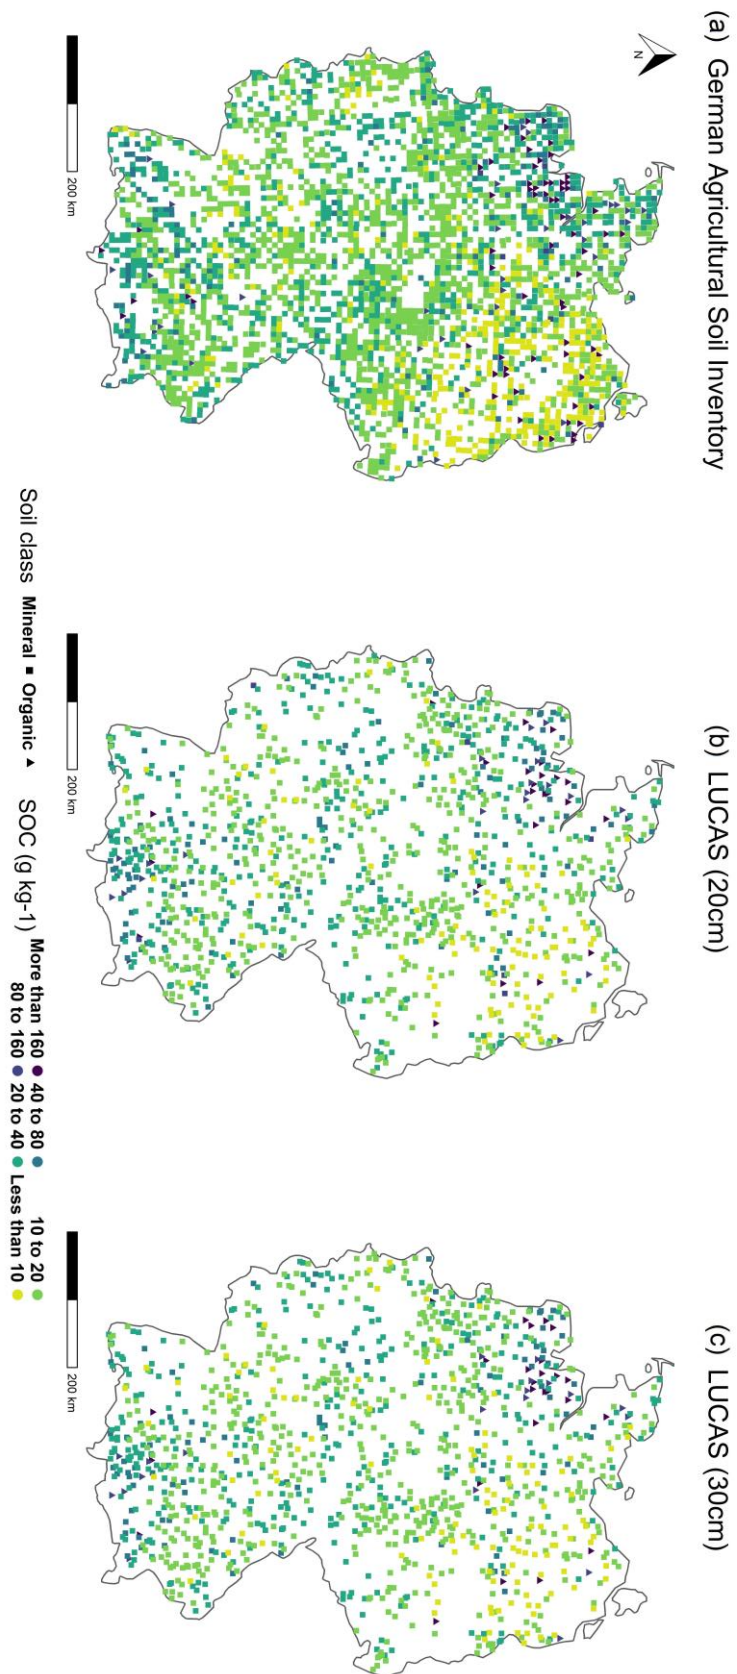 (a) German Agricultural Soil Inventory
(b) LUCAS (20cm)
(c) LUCAS (30cm)
N
200 km
200 km
200 km
Soil class Mineral ■ Organic ▲ SOC (g kg-1) More than 160 ● 40 to 80 ● 10 to 20 ●
80 to 160 ● 20 to 40 ● Less than 10 ●